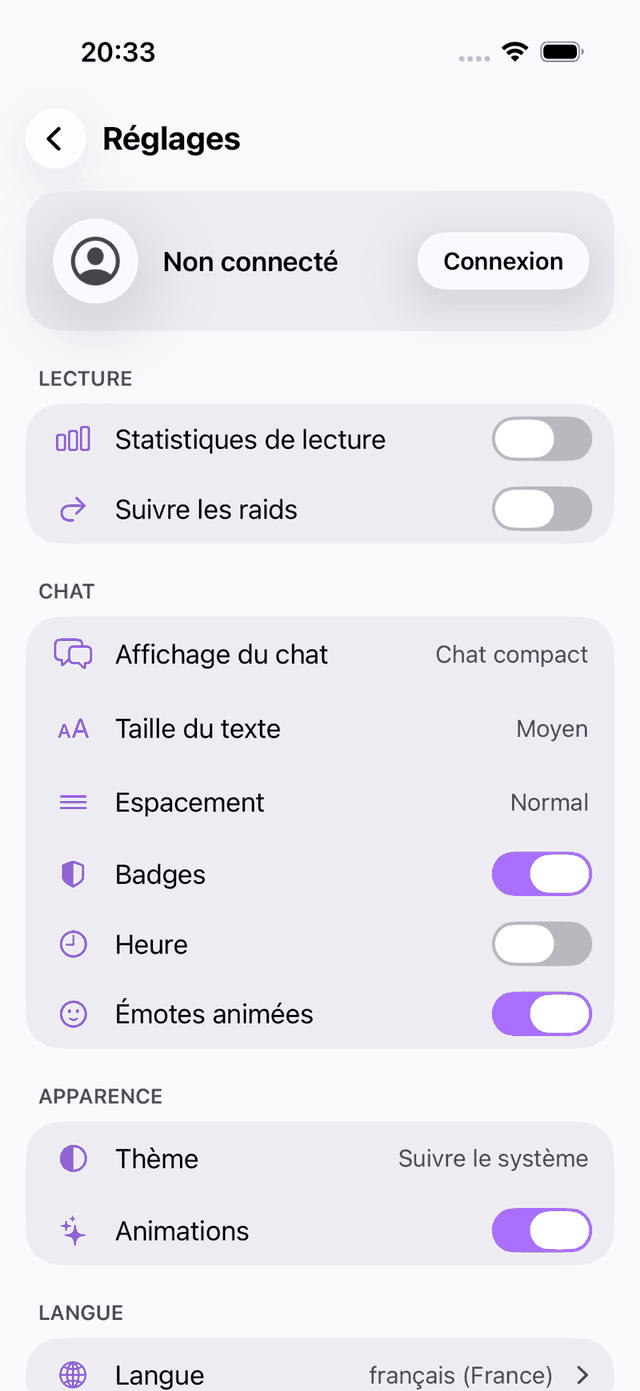 20:33
Réglages
Non connecté
Connexion
LECTURE
Statistiques de lecture
Suivre les raids
CHAT
Affichage du chat Chat compact
AA Taille du texte Moyen
Espacement Normal
Badges
Heure
Émotes animées
APPARENCE
Thème Suivre le système
Animations
LANGUE
Langue français (France)